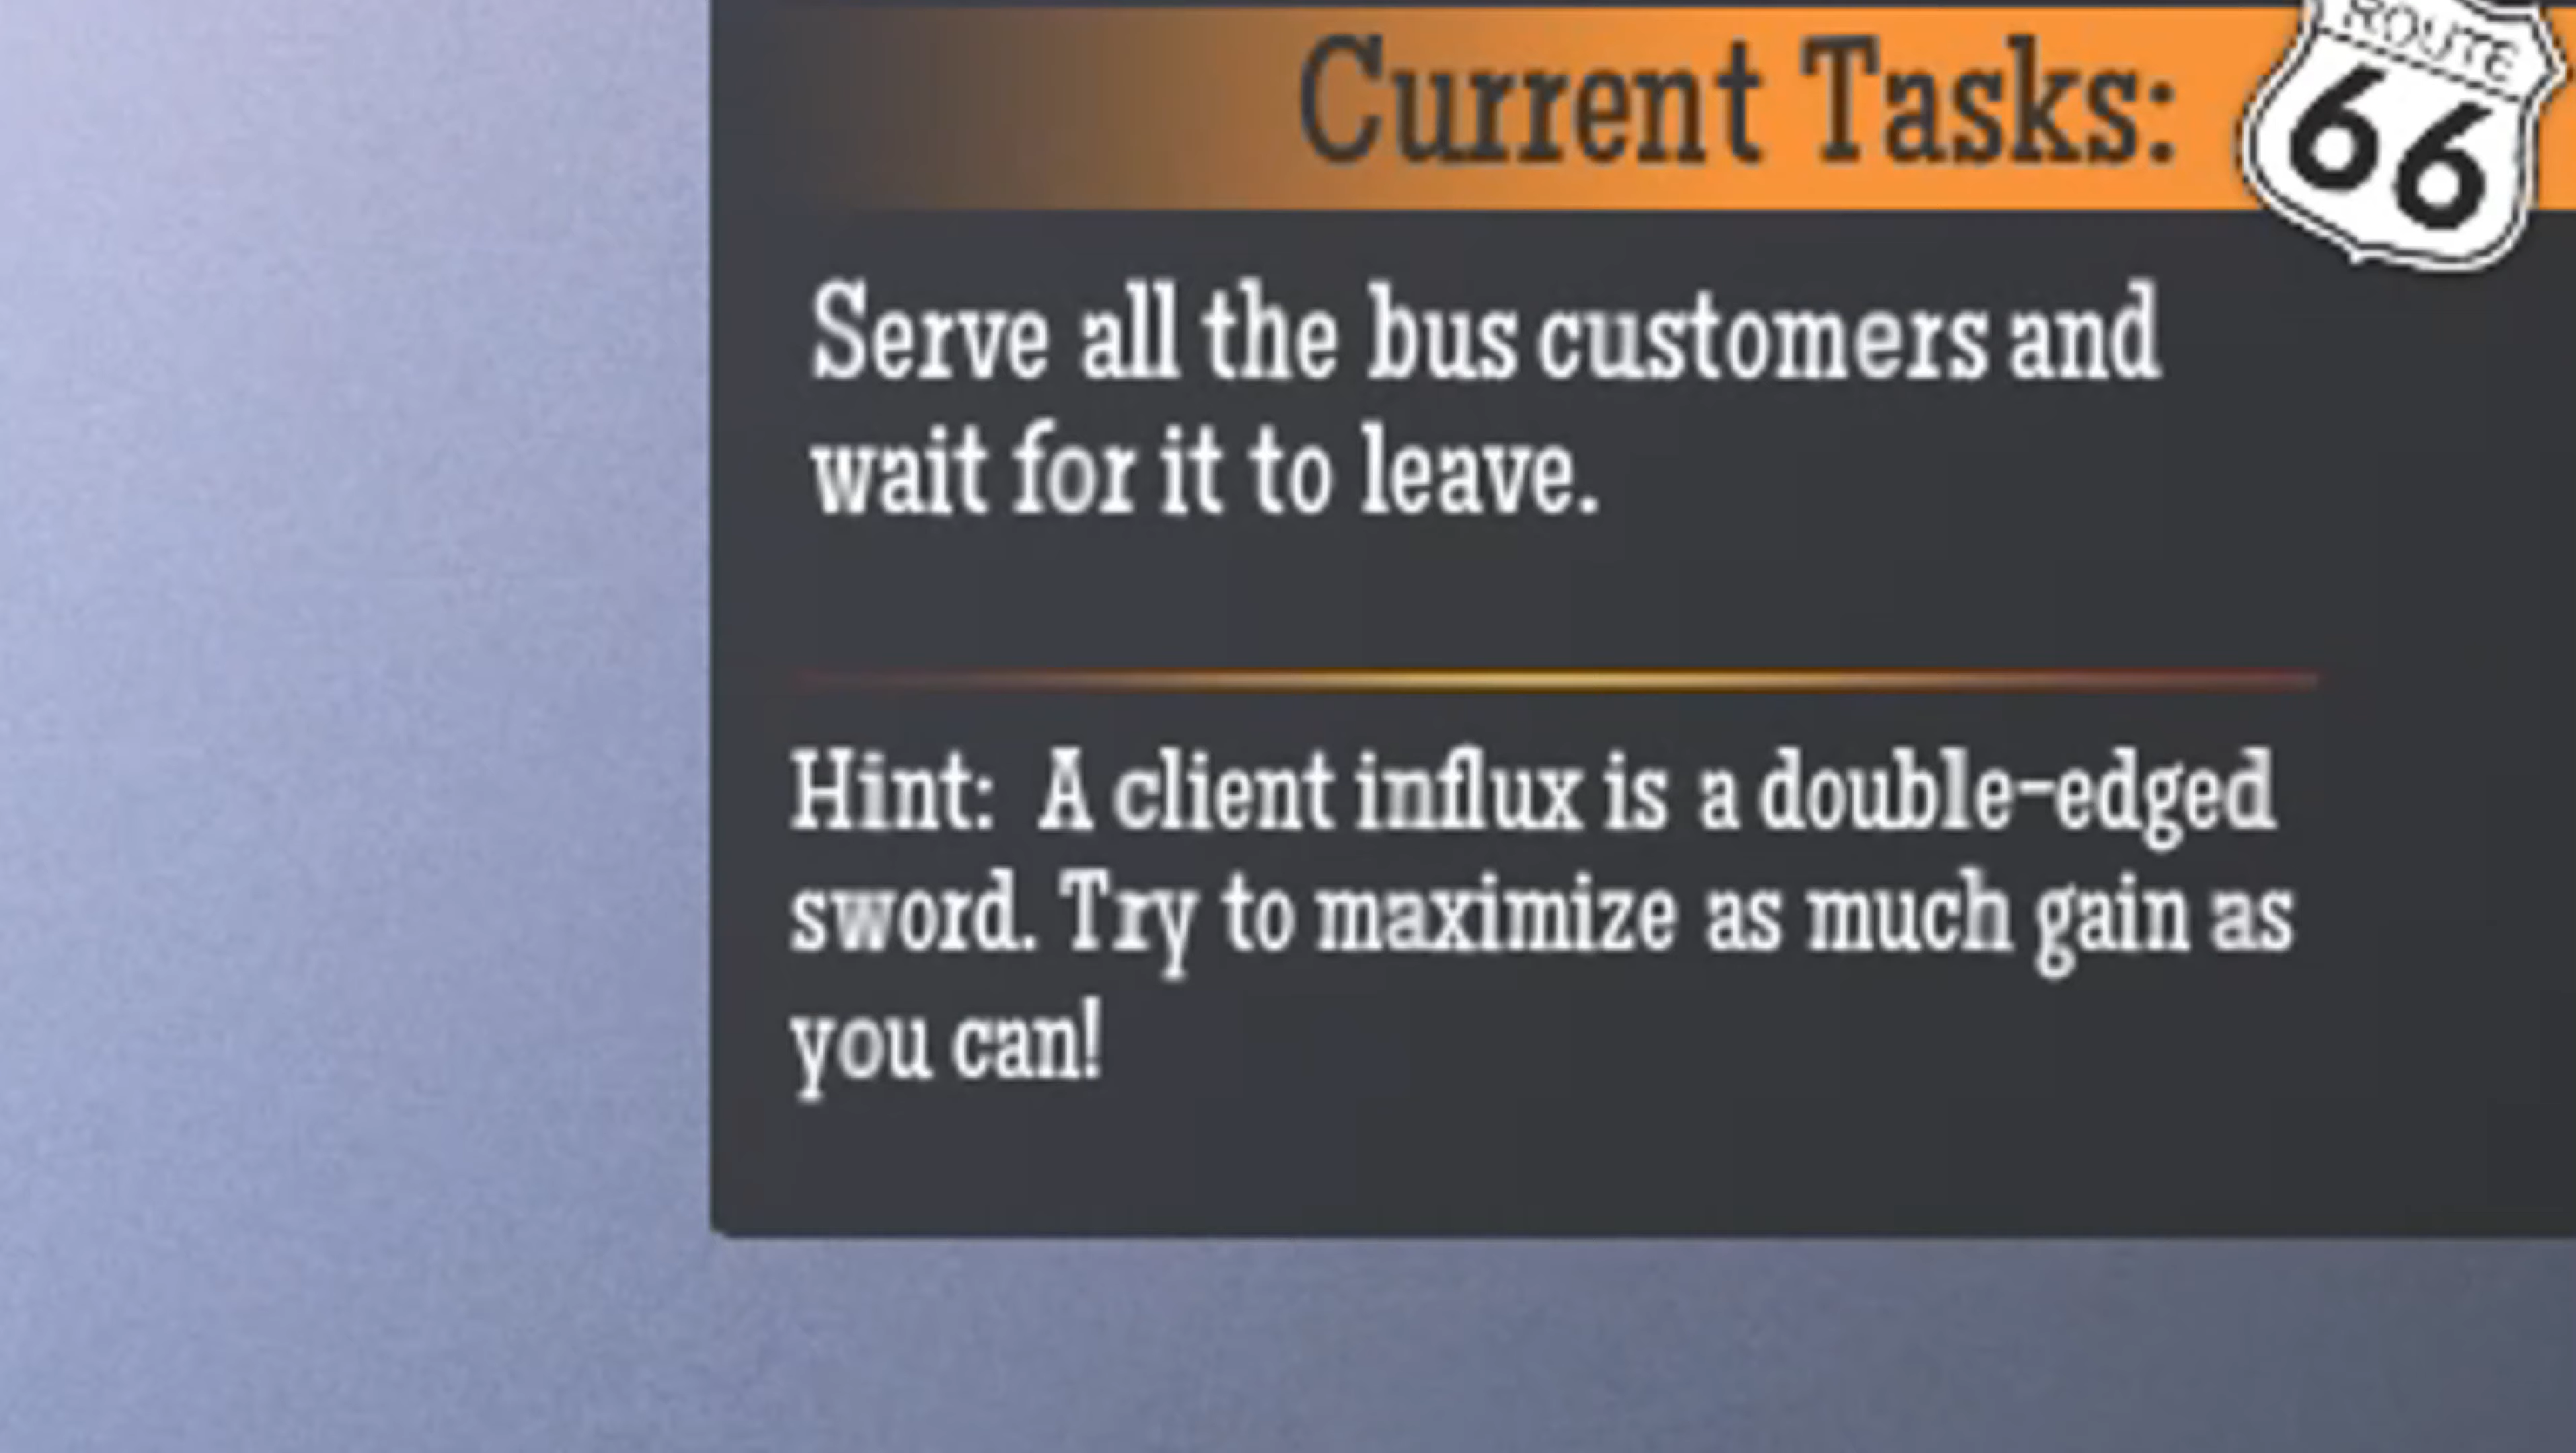 Current Tasks:
ROUTE
66
Serve all the bus customers and
wait for it to leave.
Hint: A client influx is a double-edged
sword. Try to maximize as much gain as
you can!